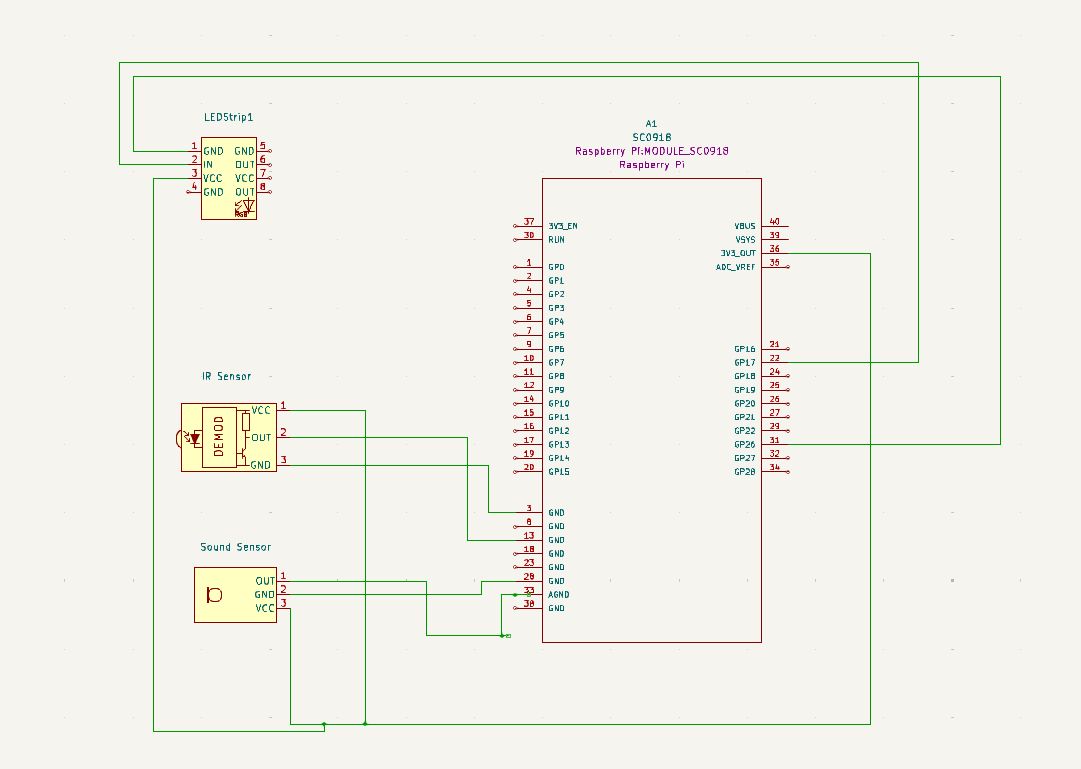 LEDStrip1
1 GND GND 5
2 IN OUT 6
3 VCC VCC 7
4 GND OUT 8
RGB
A1
SC0918
Raspberry Pi:MODULE_SC0918
Raspberry Pi
37 3V3_EN VBUS 40
30 RUN VSYS 39
3V3_OUT 36
1 GP0 ADC_VREF 35
2 GP1
4 GP2
5 GP3
6 GP4
7 GP5
9 GP6 GP16 21
10 GP7 GP17 22
11 GP8 GP18 24
12 GP9 GP19 25
14 GP10 GP20 26
15 GP11 GP21 27
16 GP12 GP22 29
17 GP13 GP26 31
19 GP14 GP27 32
20 GP15 GP28 34
3 GND
8 GND
13 GND
18 GND
23 GND
28 GND
33 AGND
38 GND
IR Sensor
DEMOD
VCC 1
OUT 2
GND 3
Sound Sensor
OUT 1
GND 2
VCC 3